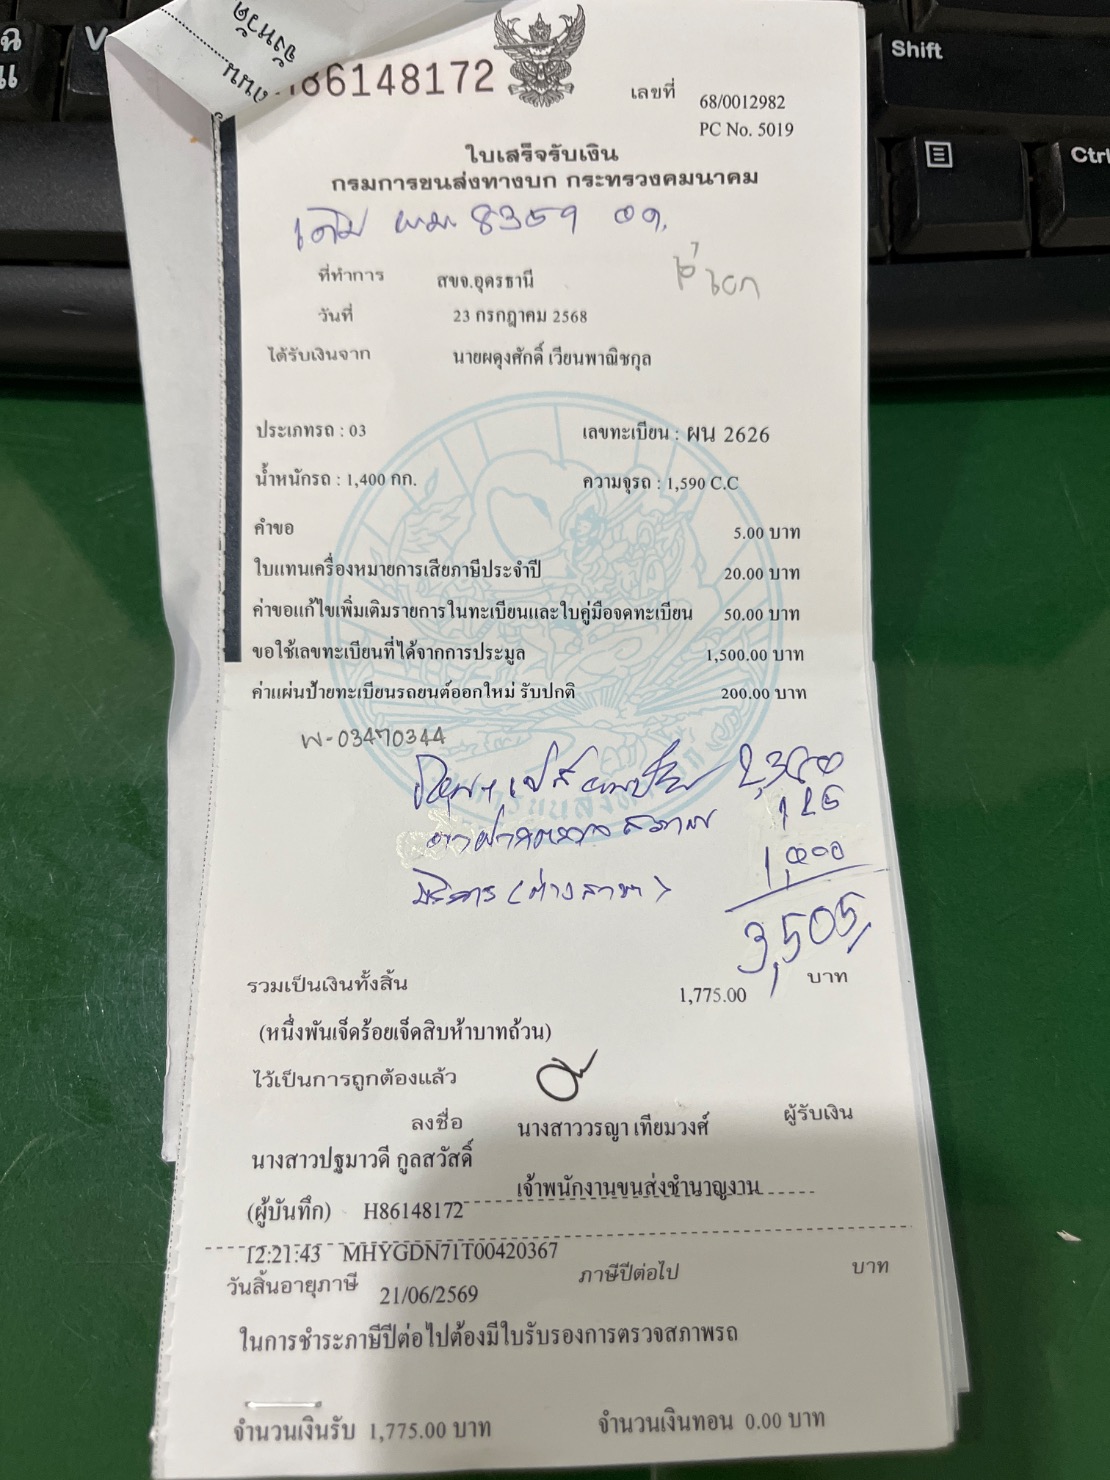 Shift
Ctrl
86148172
เลขที่ 68/0012982
PC No. 5019
ใบเสร็จรับเงิน
กรมการขนส่งทางบก กระทรวงคมนาคม
เดิม 8359 อด.
ที่ทำการ สขจ.อุดรธานี
วันที่ 23 กรกฎาคม 2568
ได้รับเงินจาก นายผดุงศักดิ์ เวียนพาณิชกุล
ประเภทรถ : 03 เลขทะเบียน : ผน 2626
น้ำหนักรถ : 1,400 กก. ความจุรถ : 1,590 C.C
คำขอ 5.00 บาท
ใบแทนเครื่องหมายการเสียภาษีประจำปี 20.00 บาท
ค่าขอแก้ไขเพิ่มเติมรายการในทะเบียนและใบคู่มือจดทะเบียน 50.00 บาท
ขอใช้เลขทะเบียนที่ได้จากการประมูล 1,500.00 บาท
ค่าแผ่นป้ายทะเบียนรถยนต์ออกใหม่ รับปกติ 200.00 บาท
W-03470344
1,000
3,505
รวมเป็นเงินทั้งสิ้น 1,775.00 บาท
(หนึ่งพันเจ็ดร้อยเจ็ดสิบห้าบาทถ้วน)
ไว้เป็นการถูกต้องแล้ว
ลงชื่อ นางสาววรญา เทียมวงศ์ ผู้รับเงิน
นางสาวปฐมาวดี กูลสวัสดิ์
เจ้าพนักงานขนส่งชำนาญงาน
(ผู้บันทึก) H86148172
12:21:43 MHYGDN71T00420367
วันสิ้นอายุภาษี 21/06/2569 ภาษีปีต่อไป บาท
ในการชำระภาษีปีต่อไปต้องมีใบรับรองการตรวจสภาพรถ
จำนวนเงินรับ 1,775.00 บาท จำนวนเงินทอน 0.00 บาท